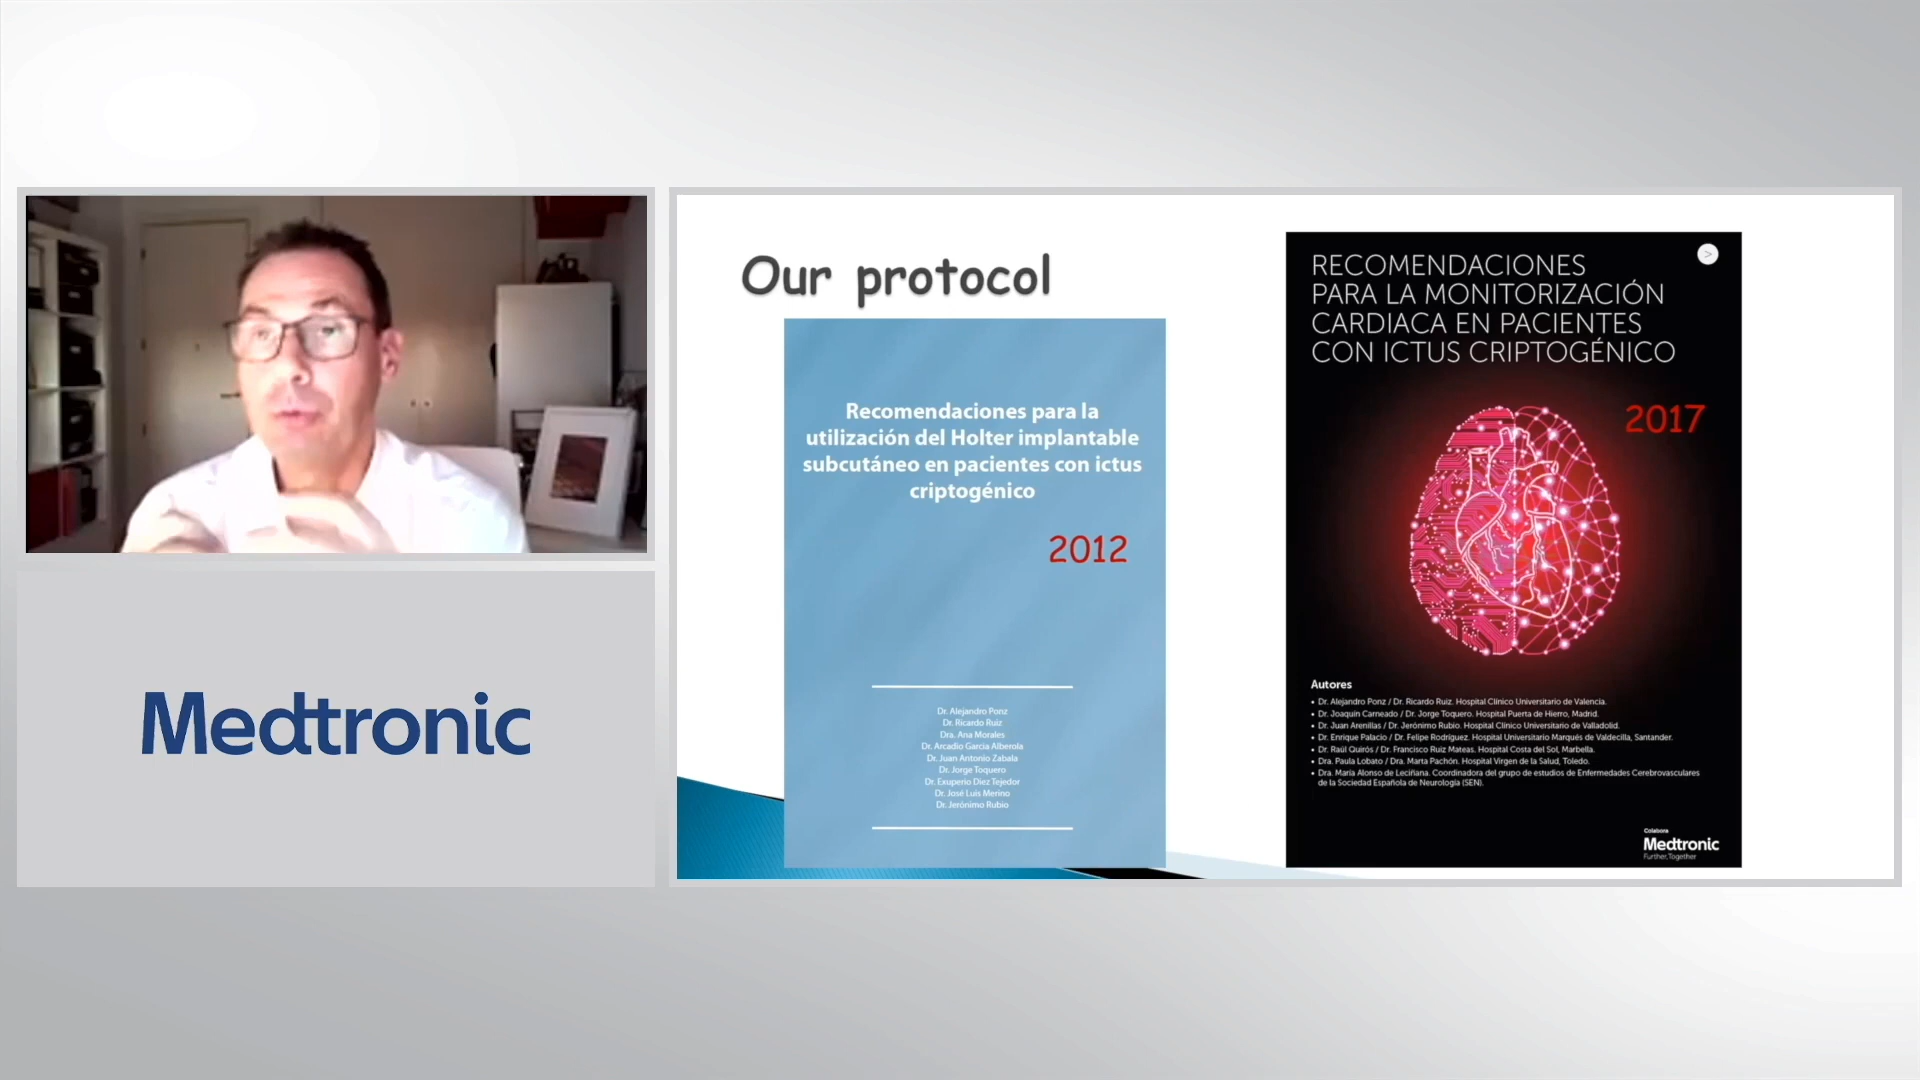 Medtronic
Our protocol
Recomendaciones para la
utilización del Holter implantable
subcutáneo en pacientes con ictus
criptogénico
2012
Dr. Alejandro Ponz
Dr. Ricardo Ruiz
Dra. Ana Morales
Dr. Arcadio García Alberola
Dr. Juan Antonio Zabala
Dr. Jorge Toquero
Dr. Exuperio Díez Tejedor
Dr. José Luis Merino
Dr. Jerónimo Rubio
RECOMENDACIONES
PARA LA MONITORIZACIÓN
CARDIACA EN PACIENTES
CON ICTUS CRIPTOGÉNICO
2017
Autores
• Dr. Alejandro Ponz / Dr. Ricardo Ruiz. Hospital Clínico Universitario de Valencia.
• Dr. Joaquín Carneado / Dr. Jorge Toquero. Hospital Puerta de Hierro, Madrid.
• Dr. Juan Arenillas / Dr. Jerónimo Rubio. Hospital Clínico Universitario de Valladolid.
• Dr. Enrique Palacio / Dr. Felipe Rodríguez. Hospital Universitario Marqués de Valdecilla, Santander.
• Dr. Raúl Quirós / Dr. Francisco Ruiz Mateas. Hospital Costa del Sol, Marbella.
• Dra. Paula Lobato / Dra. Marta Pachón. Hospital Virgen de la Salud, Toledo.
• Dra. María Alonso de Leciñana. Coordinadora del grupo de estudios de Enfermedades Cerebrovasculares
de la Sociedad Española de Neurología (SEN).
Colabora
Medtronic
Further, Together